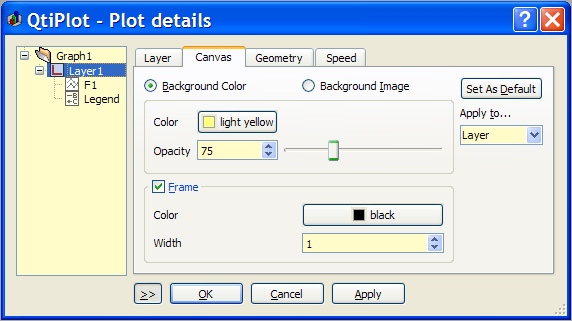 QtiPlot - Plot details
Graph1
Layer1
F1
Legend
Layer Canvas Geometry Speed
Background Color Background Image
Color light yellow
Opacity 75
Frame
Color black
Width 1
Set As Default
Apply to...
Layer
>> OK Cancel Apply